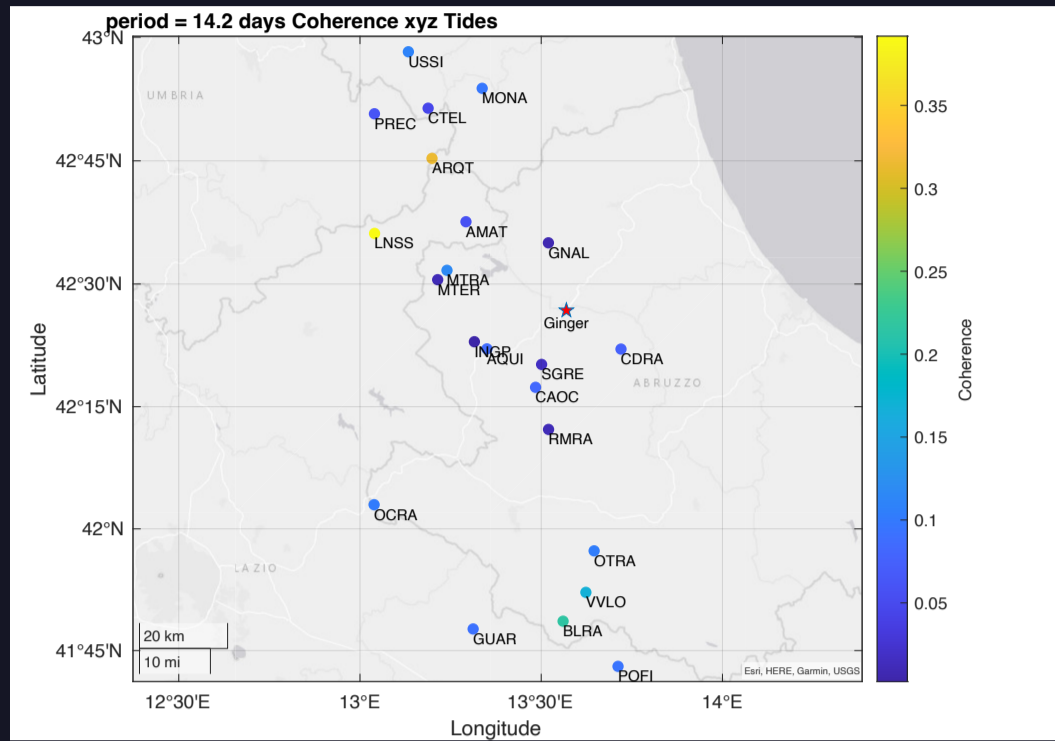 period = 14.2 days Coherence xyz Tides
43°N
USSI
UMBRIA
MONA
PREC
CTEL
0.35
42°45'N
ARQT
0.3
LNSS
AMAT
GNAL
MTRA
42°30'N
MTER
0.25
Ginger
Latitude
INGP
AQUI
CDRA
Coherence
0.2
SGRE
ABRUZZO
CAOC
42°15'N
RMRA
0.15
OCRA
42°N
0.1
OTRA
LAZIO
VVLO
0.05
BLRA
20 km
GUAR
41°45'N
10 mi
POFI
Esri, HERE, Garmin, USGS
12°30'E
13°E
13°30'E
14°E
Longitude